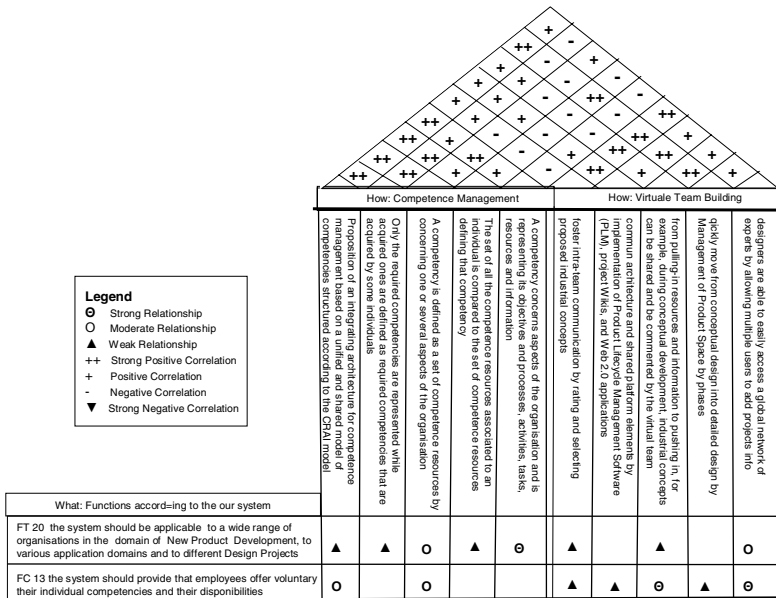 +
++ -
+ - +
+ + - -
+ + - ++ -
++ + + - - ++
++ + - - - ++ +
++ ++ ++ - + ++ ++ +
++ ++ + + - ++ + ++ +
How: Competence Management
How: Virtuale Team Building
Proposition of an integrating architecture for competence
management based on a unified and shared model of
competencies structured according to the CRAI model
Only the required competencies are represented while
acquired ones are defined as required competencies that are
acquired by some individuals
A competency is defined as a set of competence resources by
concerning one or several aspects of the organisation
The set of all the competence resources associated to an
individual is compared to the set of competence resources
defining that competency
A competency concerns aspects of the organisation and is
representing its objectives and processes, activities, tasks,
resources and information
foster intra-team communication by rating and selecting
proposed industrial concepts
commun architecture and shared platform elements by
implementation of Product Lifecycle Management Software
(PLM), project Wikis, and Web 2.0 applications
from pulling-in resources and information to pushing in, for
example, during conceptual development, industrial concepts
can be shared and be commented by the virtual team
qickly move from conceptual design into detailed design by
Management of Product Space by phases
designers are able to easily access a global network of
experts by allowing multiple users to add projects info
Legend
Θ Strong Relationship
O Moderate Relationship
▲ Weak Relationship
++ Strong Positive Correlation
+ Positive Correlation
- Negative Correlation
▼ Strong Negative Correlation
What: Functions accord=ing to the our system
FT 20 the system should be applicable to a wide range of
organisations in the domain of New Product Development, to
various application domains and to different Design Projects
▲ ▲ O ▲ Θ ▲ ▲ O
FC 13 the system should provide that employees offer voluntary
their individual competencies and their disponibilities
O O ▲ ▲ Θ ▲ Θ